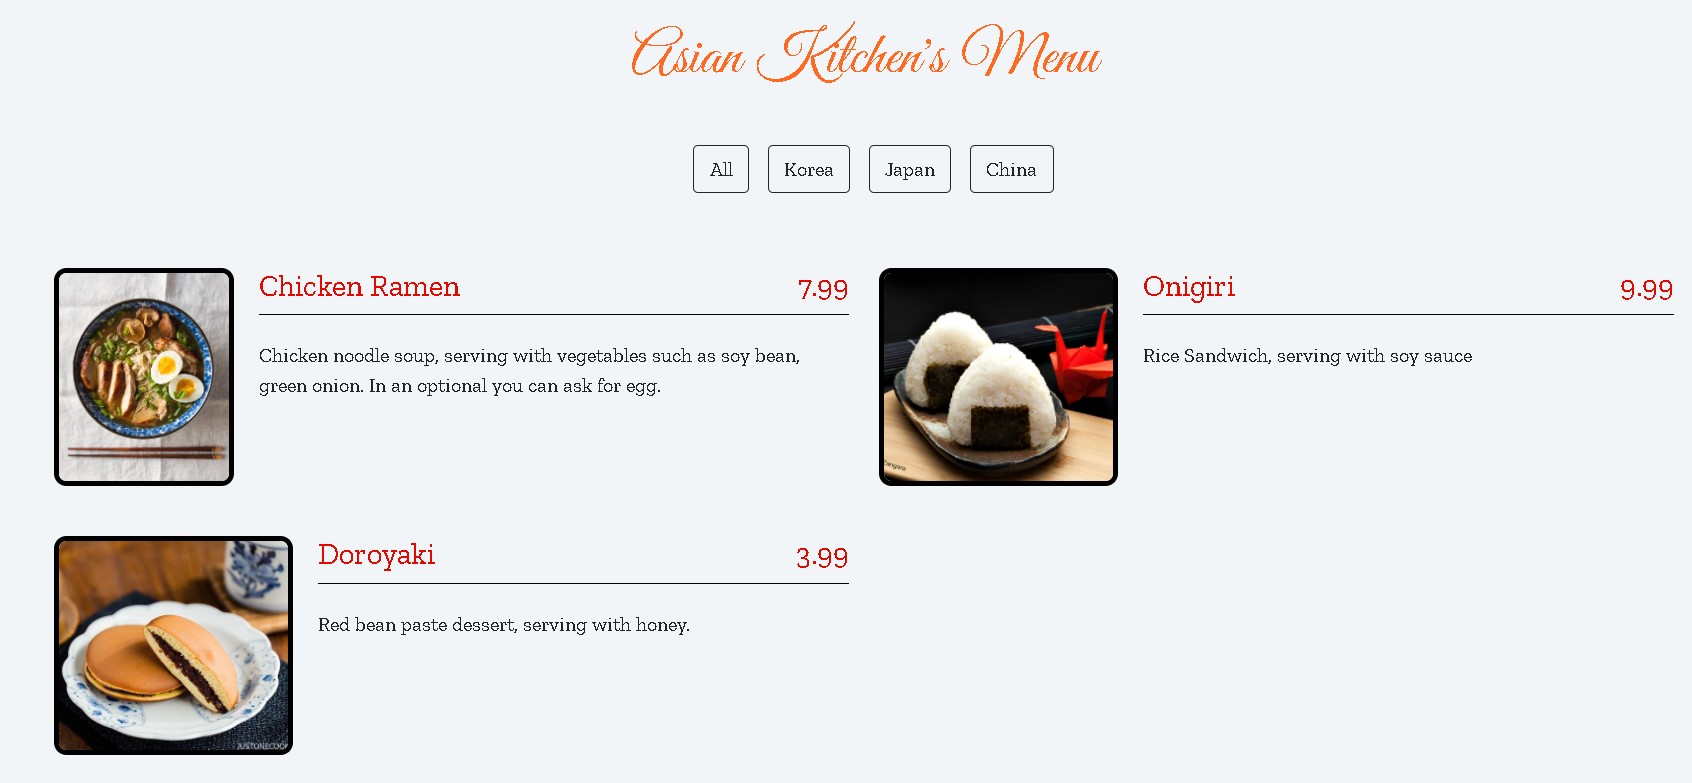 Asian Kitchen's Menu
All
Korea
Japan
China
Chicken Ramen
7.99
Chicken noodle soup, serving with vegetables such as soy bean,
green onion. In an optional you can ask for egg.
Onigiri
9.99
Rice Sandwich, serving with soy sauce
Doroyaki
3.99
Red bean paste dessert, serving with honey.